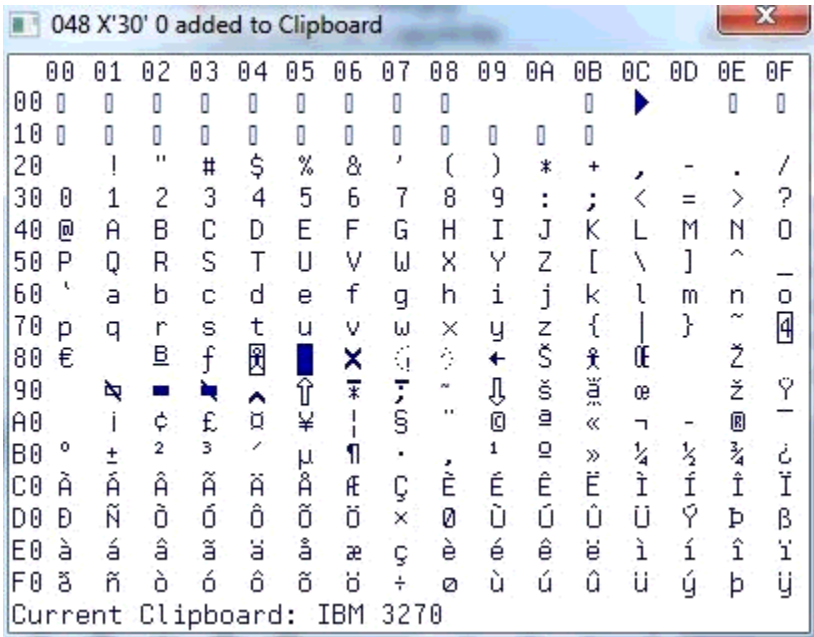 048 X'30' 0 added to Clipboard
00 01 02 03 04 05 06 07 08 09 0A 0B 0C 0D 0E 0F
00
10
20 ! " # $ % & ' ( ) * + , - . /
30 0 1 2 3 4 5 6 7 8 9 : ; < = > ?
40 @ A B C D E F G H I J K L M N O
50 P Q R S T U V W X Y Z [ \ ] ^ _
60 ` a b c d e f g h i j k l m n o
70 p q r s t u v w x y z { | } ~ 4
80 € B ƒ ← Š Œ Ž
90 ⇧ ⇩ š œ ž Ÿ
A0 ¡ ¢ £ ¤ ¥ ¦ § ¨ © ª « ¬ - ® ¯
B0 ° ± ² ³ ´ µ ¶ · ¸ ¹ º » ¼ ½ ¾ ¿
C0 À Á Â Ã Ä Å Æ Ç È É Ê Ë Ì Í Î Ï
D0 Ð Ñ Ò Ó Ô Õ Ö × Ø Ù Ú Û Ü Ý Þ ß
E0 à á â ã ä å æ ç è é ê ë ì í î ï
F0 ð ñ ò ó ô õ ö ÷ ø ù ú û ü ý þ ÿ
Current Clipboard: IBM 3270